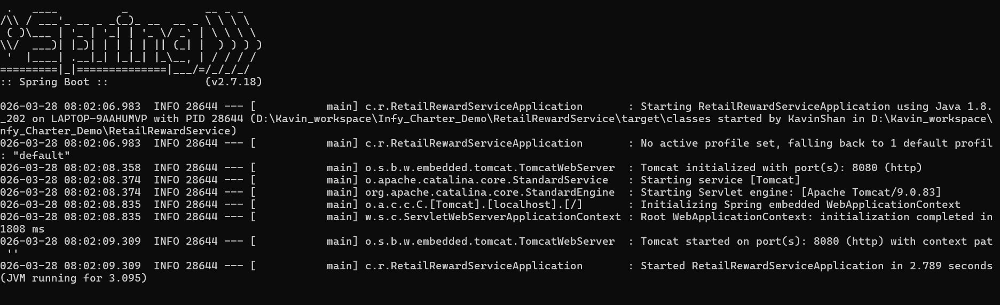 .   ____          _            __ _ _
/\\ / ___'_ __ _ _(_)_ __  __ _ \ \ \ \
 ( )\___ | '_ | '_| | '_ \/ _` | \ \ \ \
\\/  ___)| |_)| | | | | || (_| |  ) ) ) )
 '  |____| .__|_| |_|_| |_\__, | / / / /
=========|_|==============|___/=/_/_/_/
:: Spring Boot ::               (v2.7.18)
026-03-28 08:02:06.983  INFO 28644 --- [           main] c.r.RetailRewardServiceApplication       : Starting RetailRewardServiceApplication using Java 1.8.
_202 on LAPTOP-9AAHUMVP with PID 28644 (D:\Kavin_workspace\Infy_Charter_Demo\RetailRewardService\target\classes started by KavinShan in D:\Kavin_workspace\
nfy_Charter_Demo\RetailRewardService)
026-03-28 08:02:06.983  INFO 28644 --- [           main] c.r.RetailRewardServiceApplication       : No active profile set, falling back to 1 default profil
: "default"
026-03-28 08:02:08.358  INFO 28644 --- [           main] o.s.b.w.embedded.tomcat.TomcatWebServer  : Tomcat initialized with port(s): 8080 (http)
026-03-28 08:02:08.374  INFO 28644 --- [           main] o.apache.catalina.core.StandardService   : Starting service [Tomcat]
026-03-28 08:02:08.374  INFO 28644 --- [           main] org.apache.catalina.core.StandardEngine  : Starting Servlet engine: [Apache Tomcat/9.0.83]
026-03-28 08:02:08.835  INFO 28644 --- [           main] o.a.c.c.C.[Tomcat].[localhost].[/]       : Initializing Spring embedded WebApplicationContext
026-03-28 08:02:08.835  INFO 28644 --- [           main] w.s.c.ServletWebServerApplicationContext : Root WebApplicationContext: initialization completed in
1808 ms
026-03-28 08:02:09.309  INFO 28644 --- [           main] o.s.b.w.embedded.tomcat.TomcatWebServer  : Tomcat started on port(s): 8080 (http) with context pat
 ''
026-03-28 08:02:09.309  INFO 28644 --- [           main] c.r.RetailRewardServiceApplication       : Started RetailRewardServiceApplication in 2.789 seconds
(JVM running for 3.095)